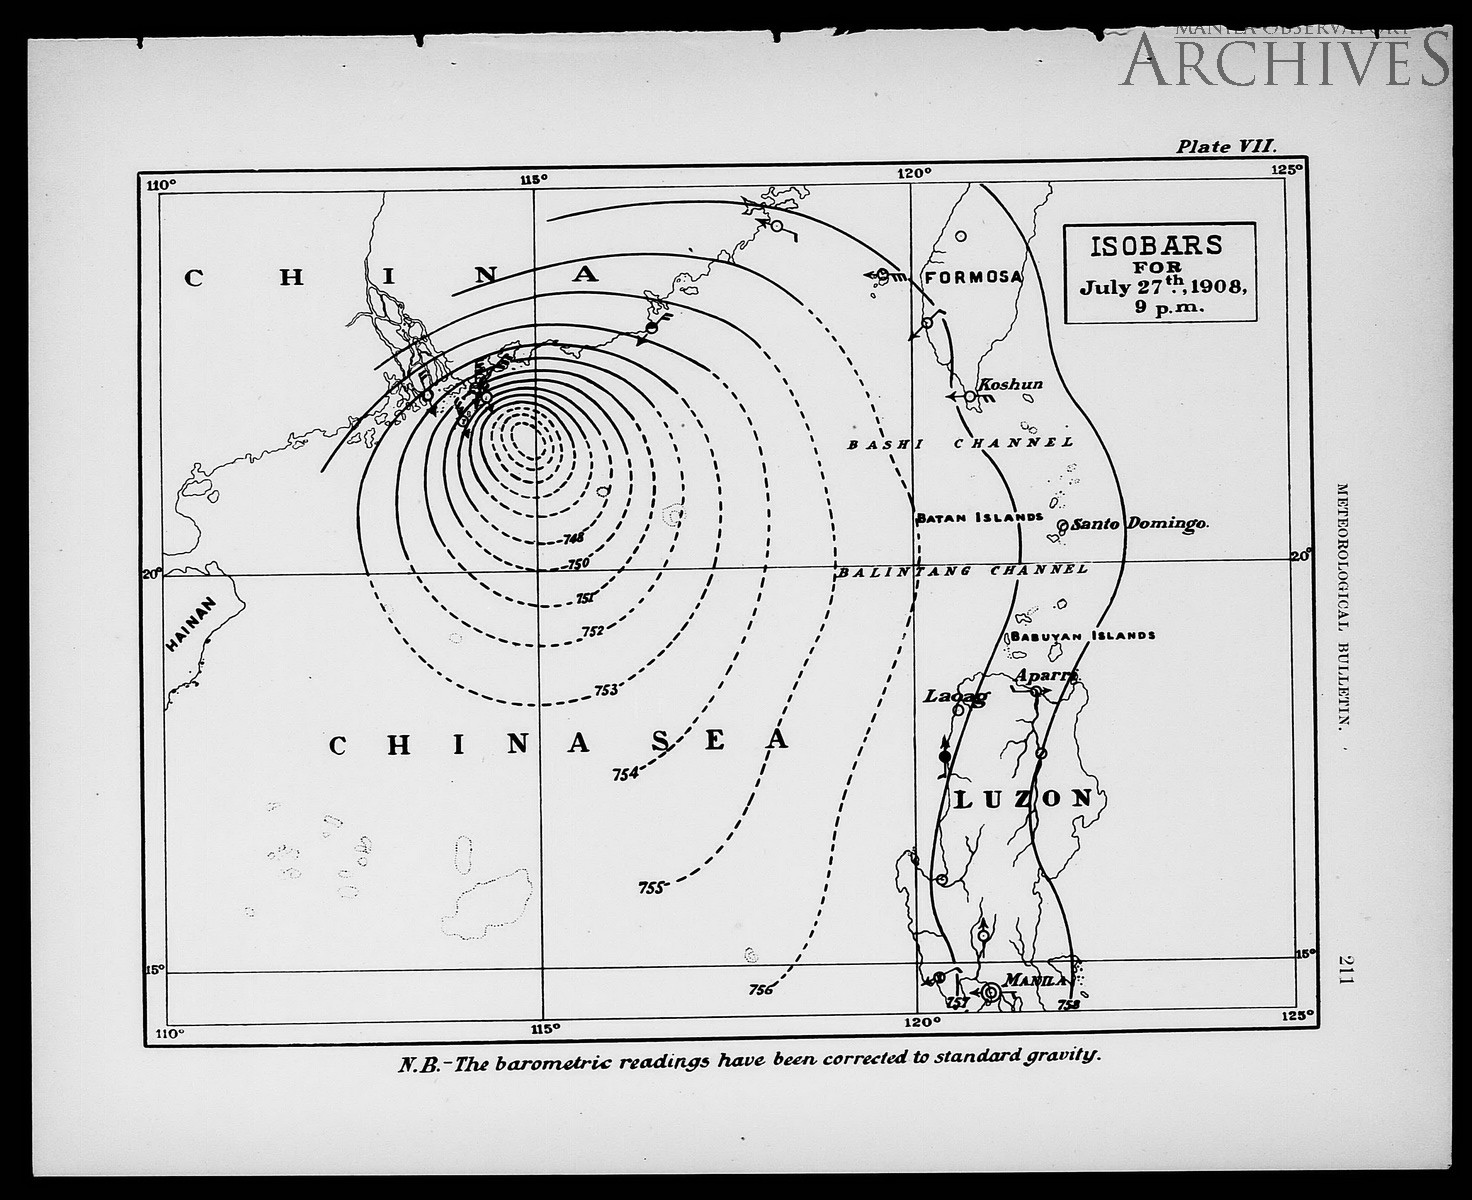 MANILA OBSERVATORY
ARCHIVES
Plate VII.
110°
115°
120°
125°
CHINA
FORMOSA
ISOBARS
FOR
July 27th., 1908,
9 p.m.
Koshun
BASHI CHANNEL
BATAN ISLANDS
Santo Domingo.
748
750
20°
20°
BALINTANG CHANNEL
751
HAINAN
752
BABUYAN ISLANDS
753
Aparri
Laoag
CHINA SEA
754
LUZON
755
15°
15°
756
MANILA
757
758
110°
115°
120°
125°
N.B.-The barometric readings have been corrected to standard gravity.
METEOROLOGICAL BULLETIN.
211